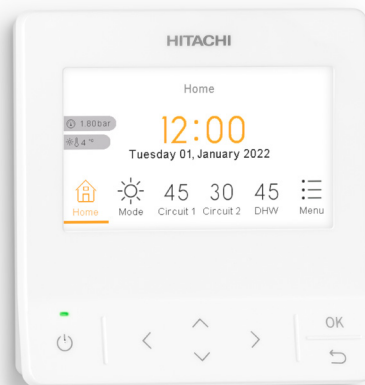 HITACHI
Home
1.80bar
12:00
4 °C
Tuesday 01, January 2022
45 30 45
Home Mode Circuit 1 Circuit 2 DHW Menu
OK